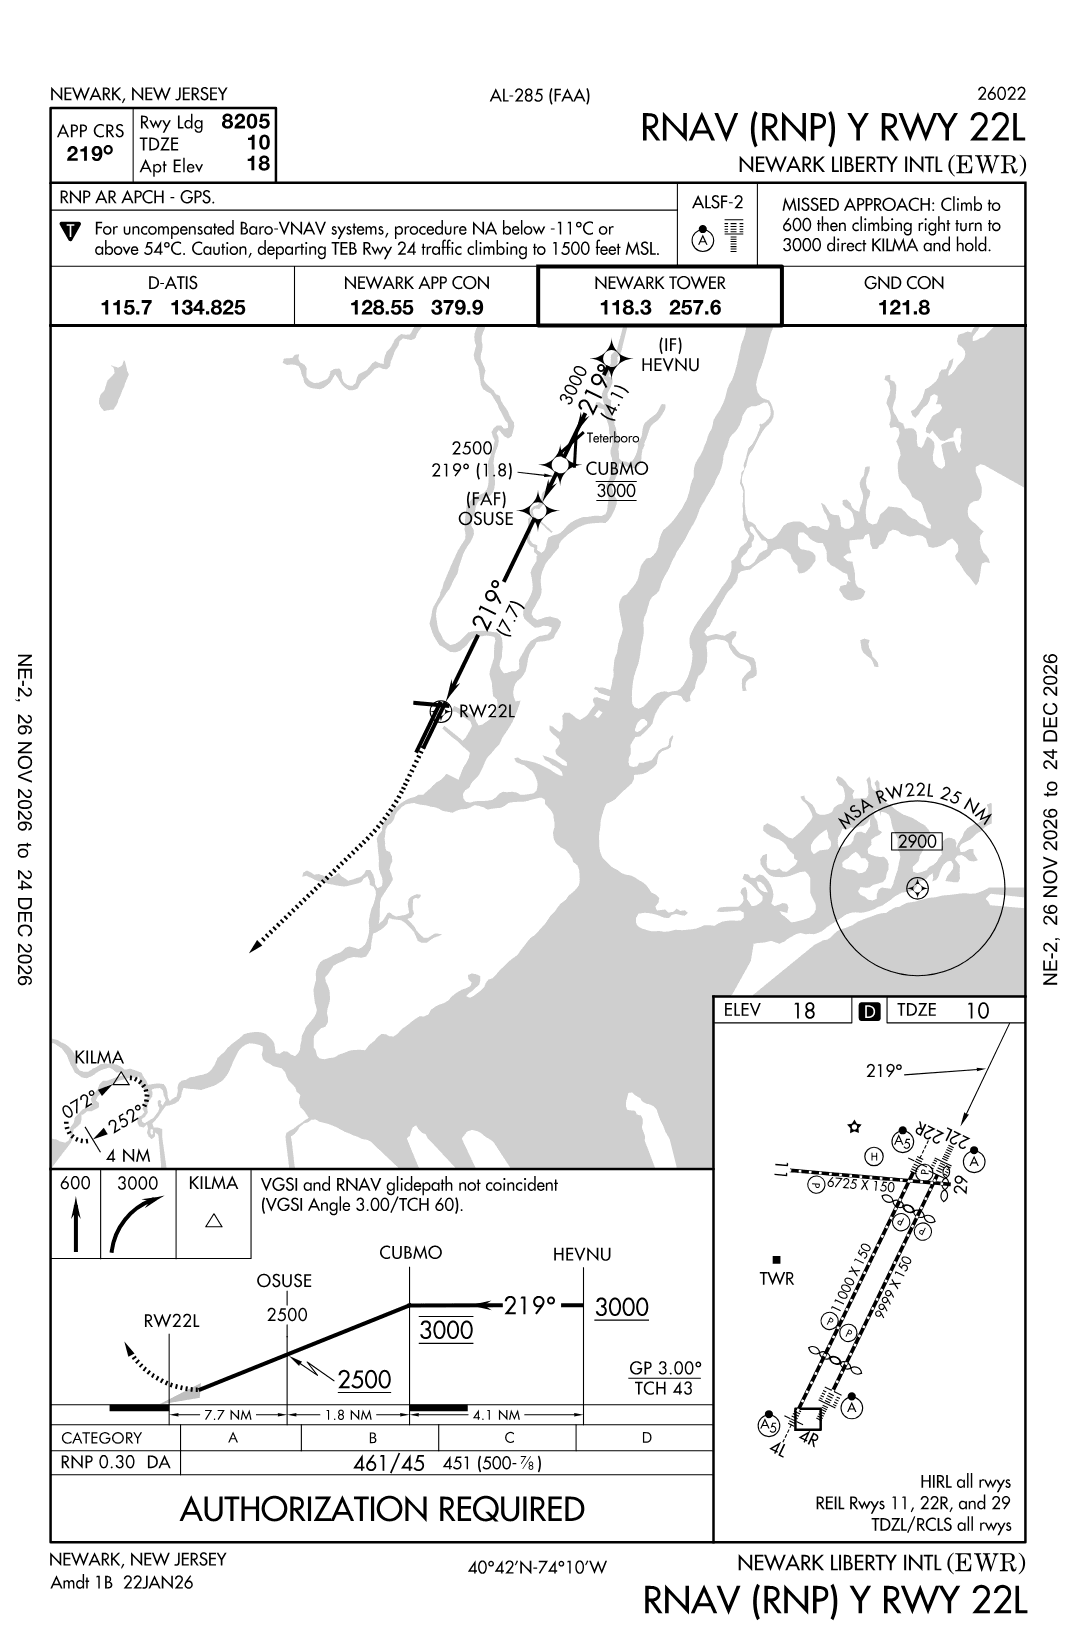 NEWARK, NEW JERSEY
AL-285 (FAA)
26022
RNAV (RNP) Y RWY 22L
NEWARK LIBERTY INTL (EWR)
APP CRS
219°
Rwy Ldg 8205
TDZE 10
Apt Elev 18
RNP AR APCH - GPS.
T
For uncompensated Baro-VNAV systems, procedure NA below -11°C or
above 54°C. Caution, departing TEB Rwy 24 traffic climbing to 1500 feet MSL.
ALSF-2
A
MISSED APPROACH: Climb to
600 then climbing right turn to
3000 direct KILMA and hold.
D-ATIS
115.7 134.825
NEWARK APP CON
128.55 379.9
NEWARK TOWER
118.3 257.6
GND CON
121.8
(IF)
HEVNU
3000
219°
(4.1)
Teterboro
2500
219° (1.8)
CUBMO
3000
(FAF)
OSUSE
219°
(7.7)
RW22L
NE-2, 26 NOV 2026 to 24 DEC 2026
NE-2, 26 NOV 2026 to 24 DEC 2026
MSA RW22L 25 NM
2900
KILMA
072°
252°
4 NM
ELEV 18
D
TDZE 10
219°
A5
22R
22L
A
H
P
11
6725 X 150
P
29
P
P
TWR
11000 X 150
9999 X 150
P
P
A5
A
4L
4R
HIRL all rwys
REIL Rwys 11, 22R, and 29
TDZL/RCLS all rwys
600
3000
KILMA
VGSI and RNAV glidepath not coincident
(VGSI Angle 3.00/TCH 60).
CUBMO
HEVNU
OSUSE
2500
RW22L
219°
3000
3000
2500
GP 3.00°
TCH 43
7.7 NM
1.8 NM
4.1 NM
CATEGORY A B C D
RNP 0.30 DA 461/45 451 (500-⅞)
AUTHORIZATION REQUIRED
NEWARK, NEW JERSEY
Amdt 1B 22JAN26
40°42'N-74°10'W
NEWARK LIBERTY INTL (EWR)
RNAV (RNP) Y RWY 22L